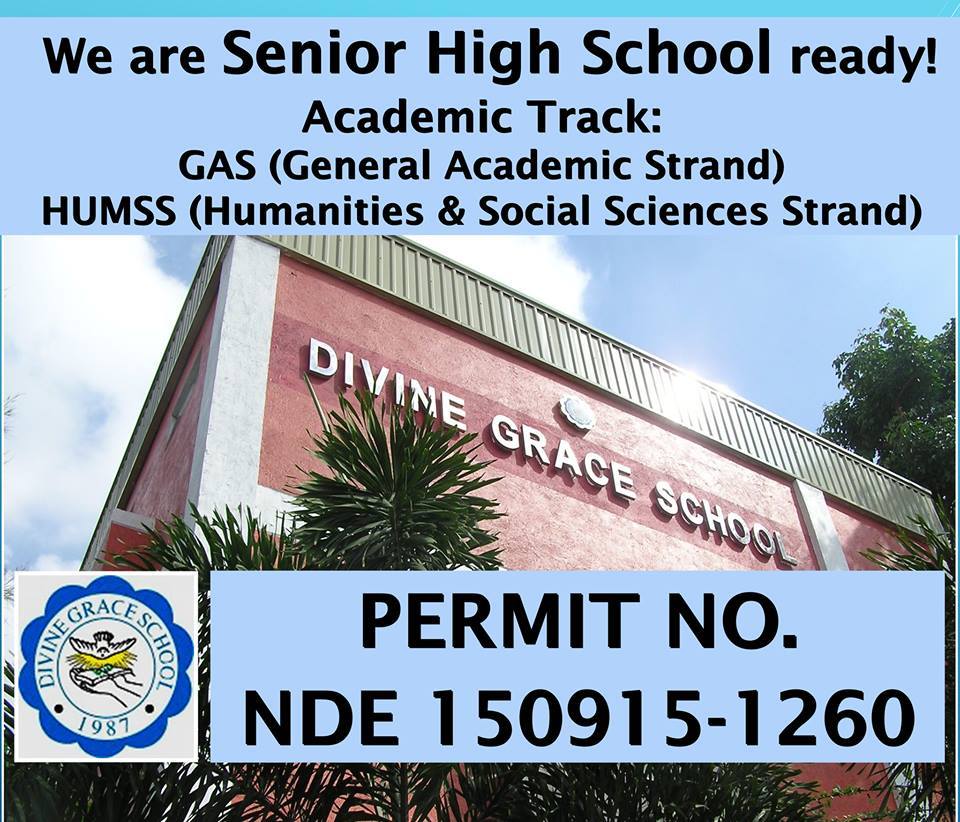 We are Senior High School ready!
Academic Track:
GAS (General Academic Strand)
HUMSS (Humanities & Social Sciences Strand)
DIVINE GRACE SCHOOL
DIVINE GRACE SCHOOL
• 1987 •
PERMIT NO.
NDE 150915-1260